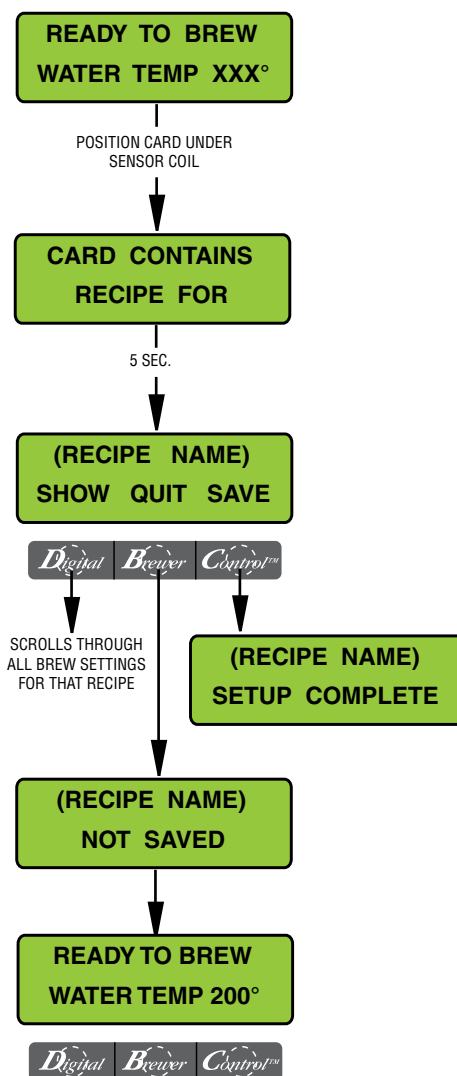 READY TO BREW
WATER TEMP XXX°
POSITION CARD UNDER
SENSOR COIL
CARD CONTAINS
RECIPE FOR
5 SEC.
(RECIPE NAME)
SHOW QUIT SAVE
Digital Brewer Control™
SCROLLS THROUGH
ALL BREW SETTINGS
FOR THAT RECIPE
(RECIPE NAME)
SETUP COMPLETE
(RECIPE NAME)
NOT SAVED
READY TO BREW
WATER TEMP 200°
Digital Brewer Control™